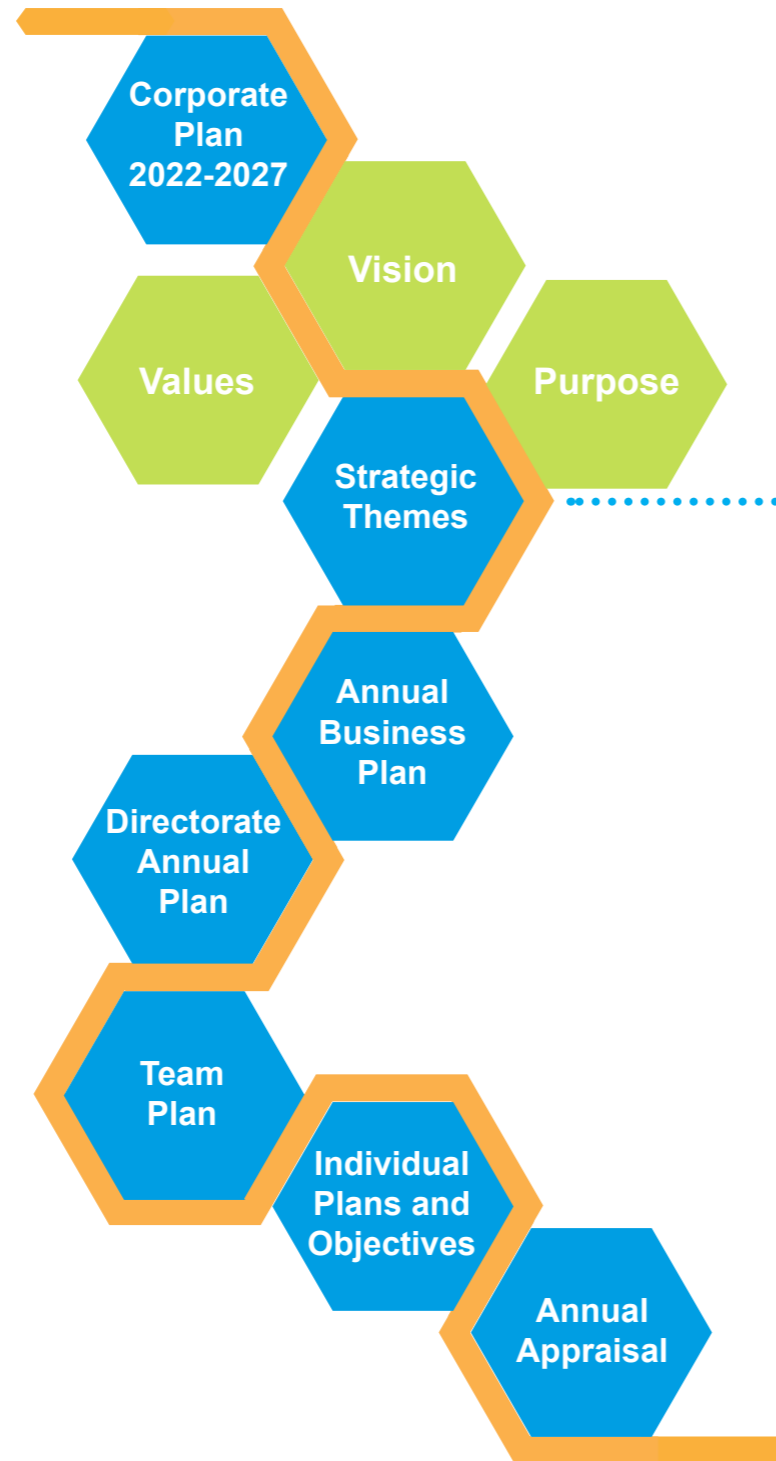 Corporate
Plan
2022-2027
Vision
Values
Purpose
Strategic
Themes
Annual
Business
Plan
Directorate
Annual
Plan
Team
Plan
Individual
Plans and
Objectives
Annual
Appraisal